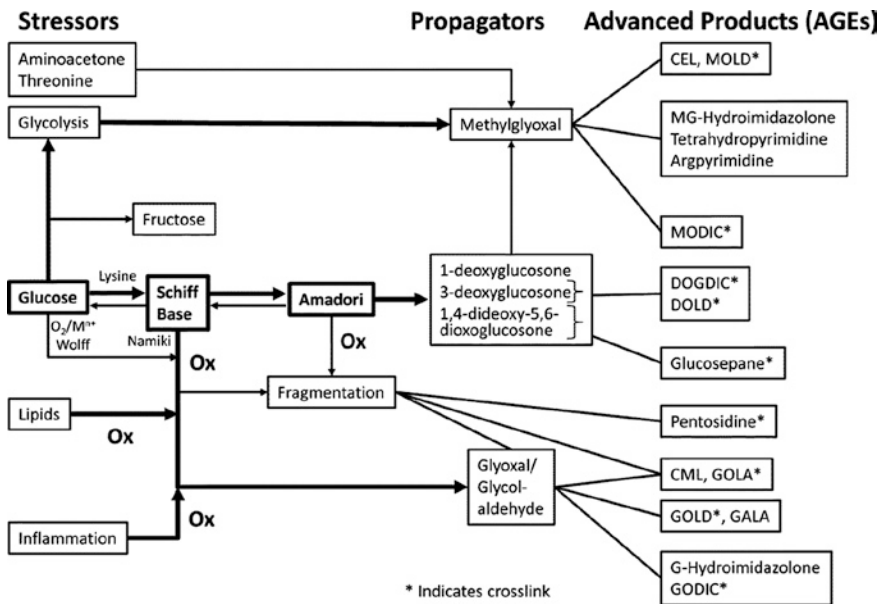 Stressors
Propagators
Advanced Products (AGEs)
Aminoacetone
Threonine
CEL, MOLD*
Glycolysis
Methylglyoxal
MG-Hydroimidazolone
Tetrahydropyrimidine
Argpyrimidine
Fructose
MODIC*
Glucose
Lysine
Schiff
Base
Amadori
1-deoxyglucosone
3-deoxyglucosone
1,4-dideoxy-5,6-
dioxoglucosone
DOGDIC*
DOLD*
O₂/Mⁿ⁺
Wolff
Namiki
Ox
Ox
Glucosepane*
Fragmentation
Lipids
Ox
Pentosidine*
Glyoxal/
Glycol-
aldehyde
CML, GOLA*
Ox
GOLD*, GALA
Inflammation
G-Hydroimidazolone
GODIC*
* Indicates crosslink